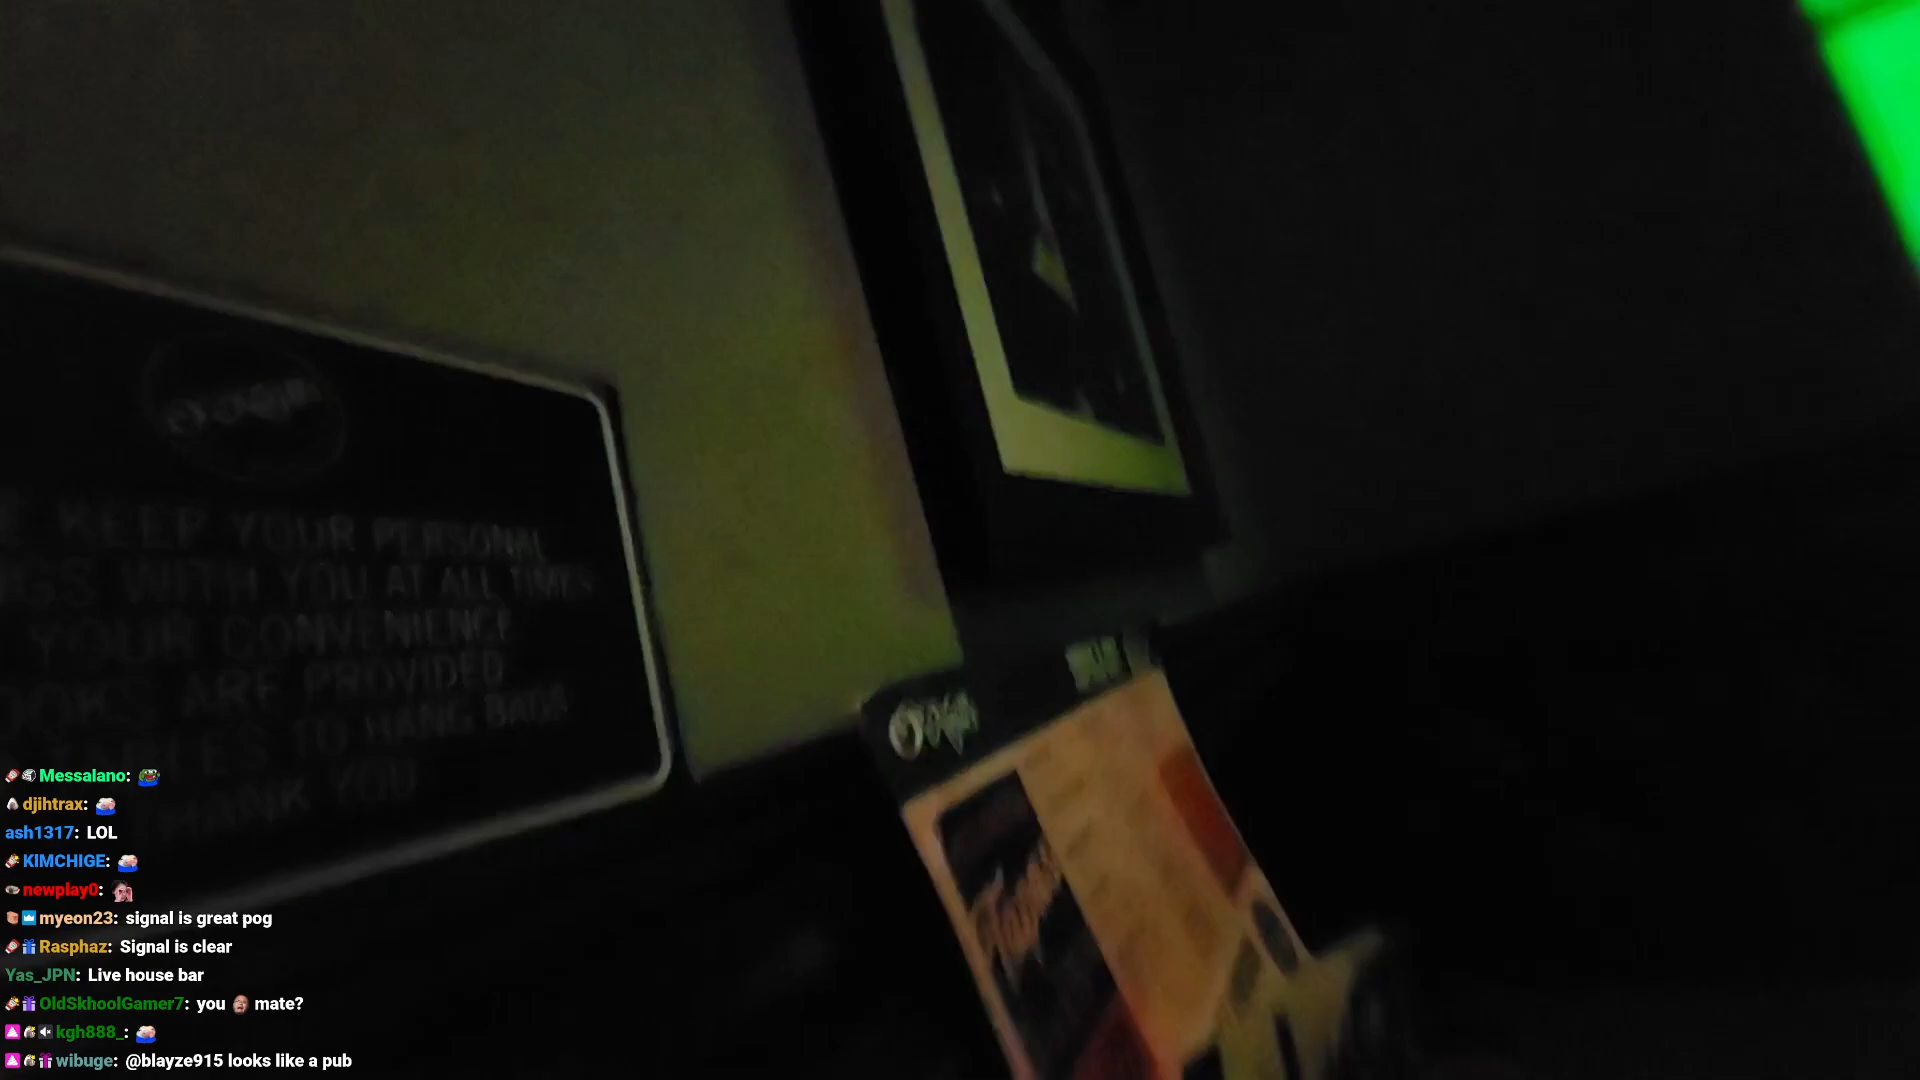 KEEP YOUR PERSONAL
WITH YOU AT ALL TIMES
YOUR CONVENIENCE
ARE PROVIDED
TO HANG BAGS
THANK YOU
Messalano:
djihtrax:
ash1317: LOL
KIMCHIGE:
newplay0:
myeon23: signal is great pog
Rasphaz: Signal is clear
Yas_JPN: Live house bar
OldSkhoolGamer7: you mate?
kgh888_:
wibuge: @blayze915 looks like a pub